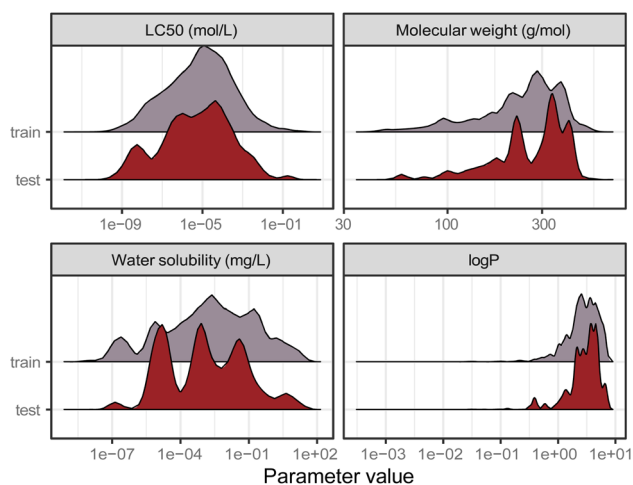 LC50 (mol/L)
Molecular weight (g/mol)
train
test
1e−09
1e−05
1e−01
30
100
300
Water solubility (mg/L)
logP
train
test
1e−07
1e−04
1e−01
1e+02
1e−03
1e−02
1e−01
1e+00
1e+01
Parameter value